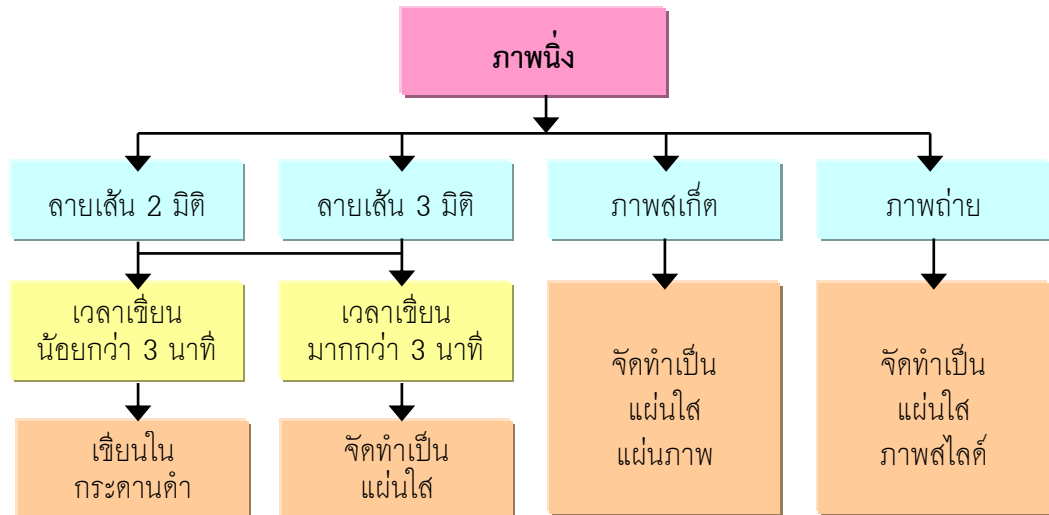 ภาพนิ่ง
ลายเส้น 2 มิติ
ลายเส้น 3 มิติ
ภาพสเก็ต
ภาพถ่าย
เวลาเขียน
น้อยกว่า 3 นาที
เวลาเขียน
มากกว่า 3 นาที
จัดทำเป็น
แผ่นใส
แผ่นภาพ
จัดทำเป็น
แผ่นใส
ภาพสไลด์
เขียนใน
กระดานดำ
จัดทำเป็น
แผ่นใส